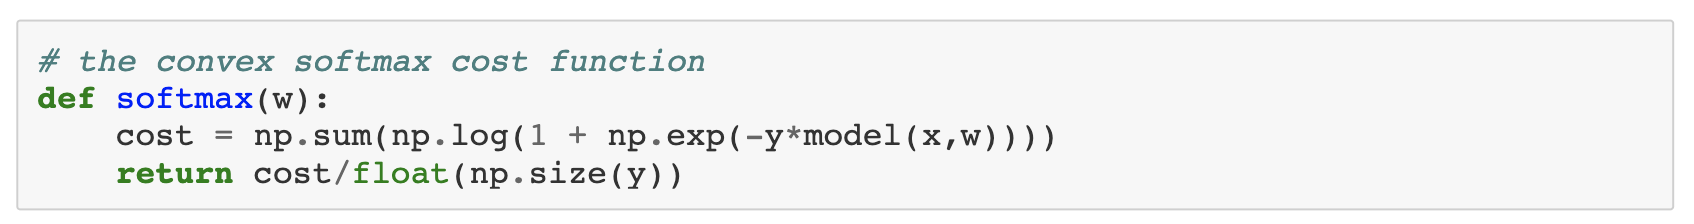 # the convex softmax cost function
def softmax(w):
    cost = np.sum(np.log(1 + np.exp(-y*model(x,w))))
    return cost/float(np.size(y))